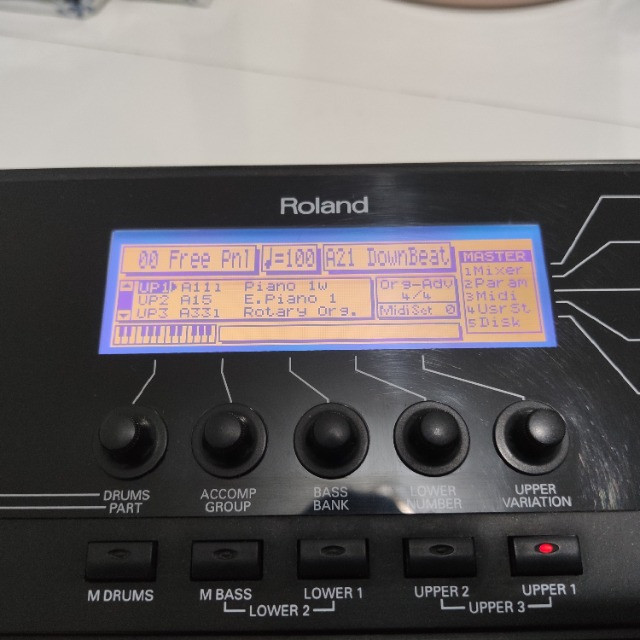 Roland
00 Free Pnl ♩=100 A21 DownBeat
MASTER
1Mixer
2Param
3Midi
4UsrSt
5Disk
UP1 A111 Piano 1w
UP2 A15 E.Piano 1
UP3 A331 Rotary Org.
Org-Adv
4/4
MidiSet 0
DRUMS PART
ACCOMP GROUP
BASS BANK
LOWER NUMBER
UPPER VARIATION
M DRUMS
M BASS
LOWER 1
UPPER 2
UPPER 1
LOWER 2
UPPER 3